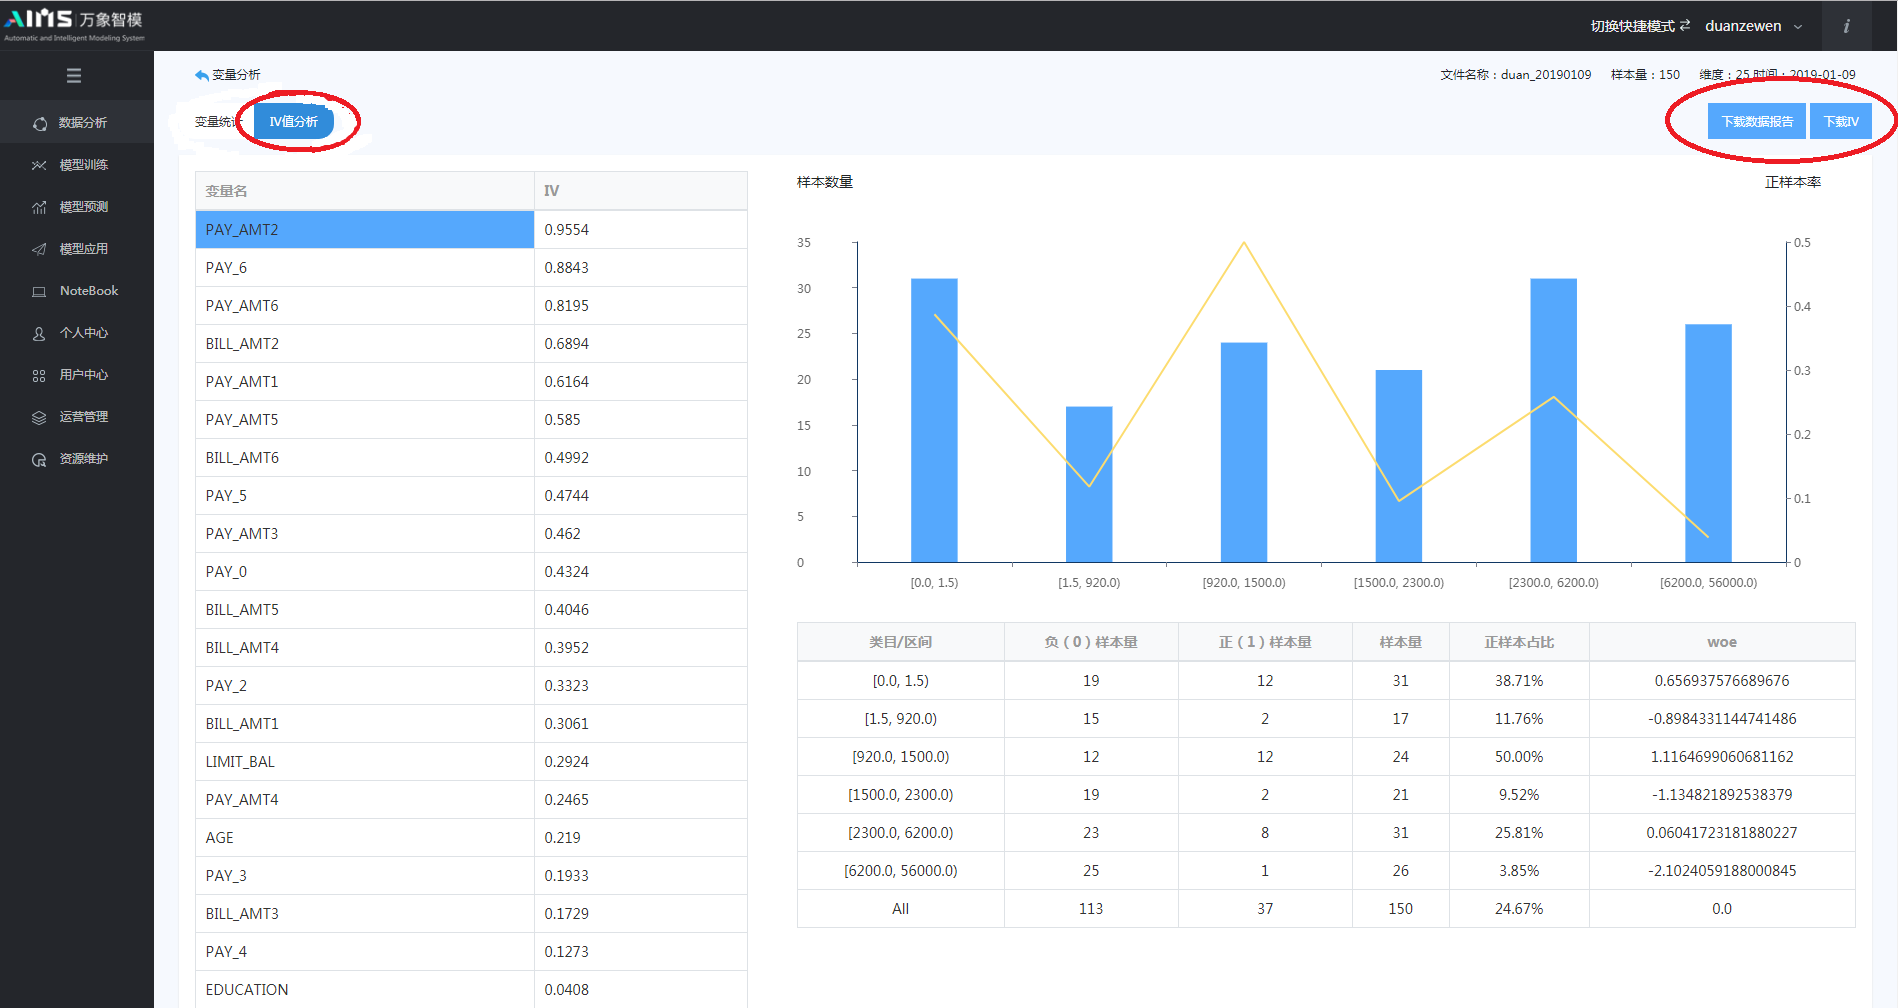 AIMS 万象智模
Automatic and Intelligent Modeling System
切换快捷模式 duanzewen i
数据分析
模型训练
模型预测
模型应用
NoteBook
个人中心
用户中心
运营管理
资源维护
变量分析
文件名称：duan_20190109 样本量：150 维度：25 时间：2019-01-09
变量统计 IV值分析 下载数据报告 下载IV
变量名 IV
PAY_AMT2 0.9554
PAY_6 0.8843
PAY_AMT6 0.8195
BILL_AMT2 0.6894
PAY_AMT1 0.6164
PAY_AMT5 0.585
BILL_AMT6 0.4992
PAY_5 0.4744
PAY_AMT3 0.462
PAY_0 0.4324
BILL_AMT5 0.4046
BILL_AMT4 0.3952
PAY_2 0.3323
BILL_AMT1 0.3061
LIMIT_BAL 0.2924
PAY_AMT4 0.2465
AGE 0.219
PAY_3 0.1933
BILL_AMT3 0.1729
PAY_4 0.1273
EDUCATION 0.0408
样本数量 正样本率
35 0.5
30
0.4
25
20 0.3
15
0.2
10
0.1
5
0 0
[0.0, 1.5) [1.5, 920.0) [920.0, 1500.0) [1500.0, 2300.0) [2300.0, 6200.0) [6200.0, 56000.0)
类目/区间 负（0）样本量 正（1）样本量 样本量 正样本占比 woe
[0.0, 1.5) 19 12 31 38.71% 0.656937576689676
[1.5, 920.0) 15 2 17 11.76% -0.8984331144741486
[920.0, 1500.0) 12 12 24 50.00% 1.1164699060681162
[1500.0, 2300.0) 19 2 21 9.52% -1.134821892538379
[2300.0, 6200.0) 23 8 31 25.81% 0.06041723181880227
[6200.0, 56000.0) 25 1 26 3.85% -2.1024059188000845
All 113 37 150 24.67% 0.0